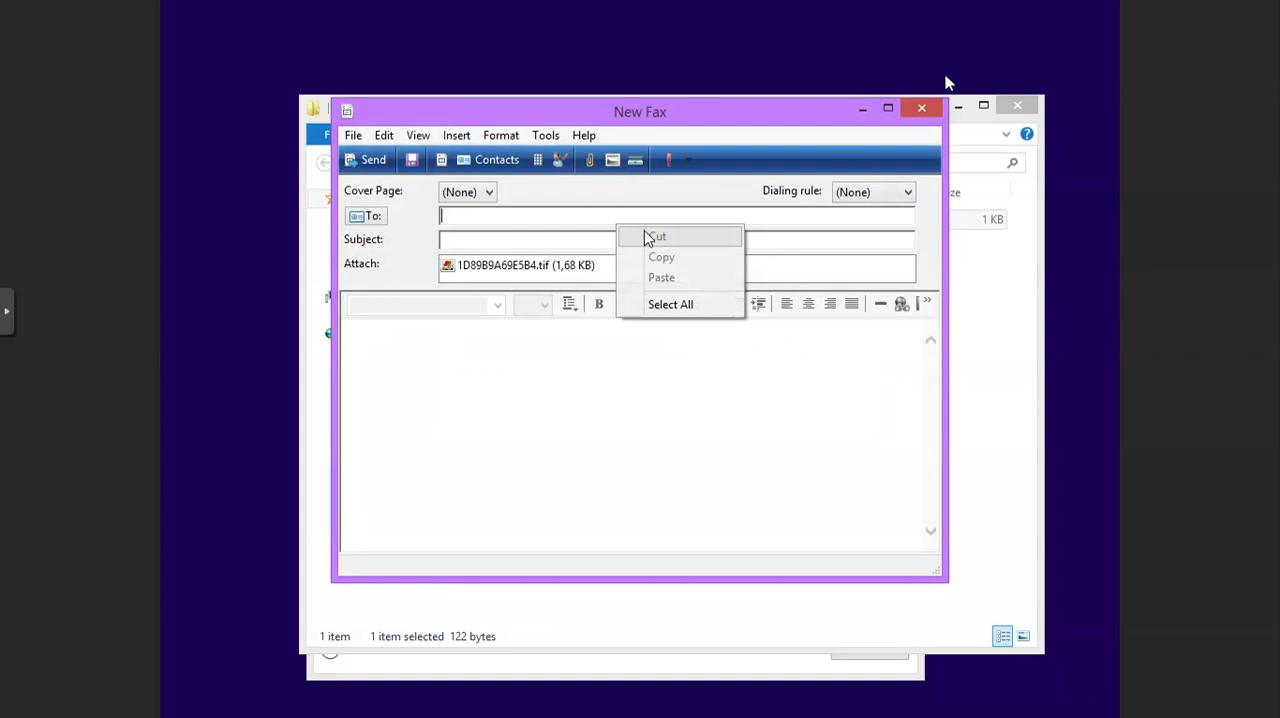 New Fax
F
File Edit View Insert Format Tools Help
Send Contacts
Cover Page: (None) Dialing rule: (None)
ze
To:
1 KB
Subject:
Cut
Copy
Attach: 1D89B9A69E5B4.tif (1,68 KB)
Paste
B
Select All
1 item 1 item selected 122 bytes